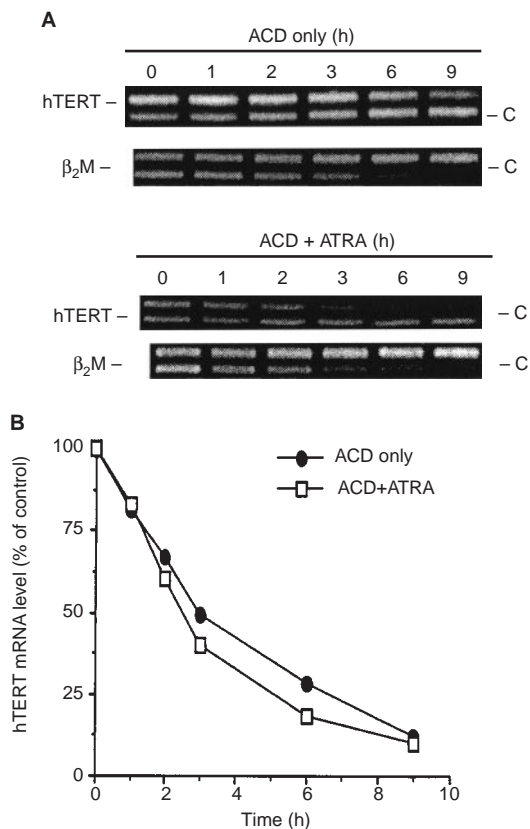 A
ACD only (h)
0 1 2 3 6 9
hTERT –
– C
β₂M –
– C
ACD + ATRA (h)
0 1 2 3 6 9
hTERT –
– C
β₂M –
– C
B
100
75
50
25
0
hTERT mRNA level (% of control)
ACD only
ACD+ATRA
0 2 4 6 8 10
Time (h)